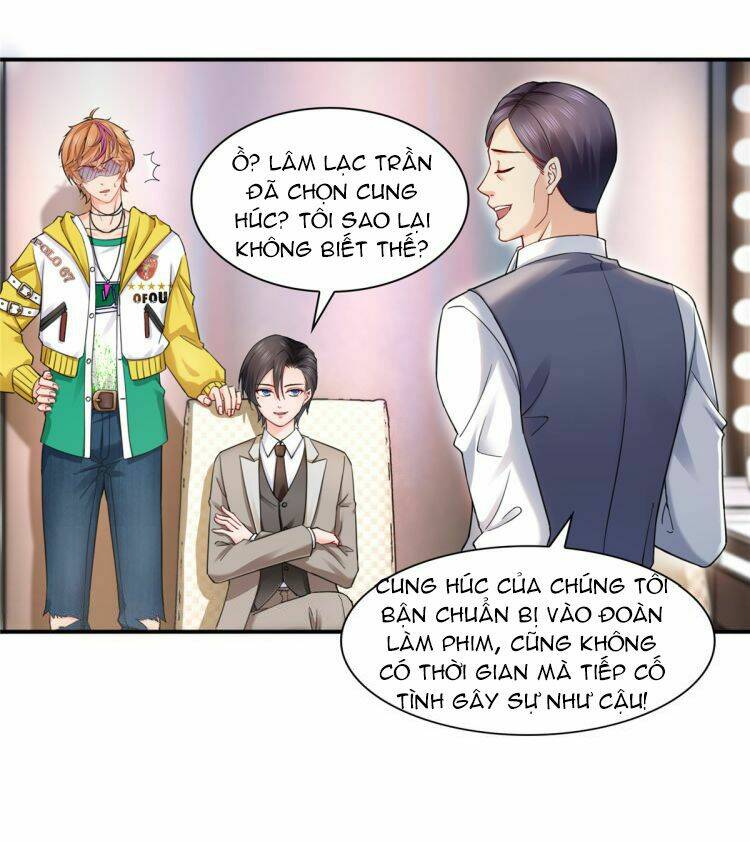 Ồ? LÂM LẠC TRẦN
ĐÃ CHỌN CUNG
HÚC? TÔI SAO LẠI
KHÔNG BIẾT THẾ?
POLO 67
OFOU
CUNG HÚC CỦA CHÚNG TÔI
BẬN CHUẨN BỊ VÀO ĐOÀN
LÀM PHIM, CŨNG KHÔNG
CÓ THỜI GIAN MÀ TIẾP CỐ
TÌNH GÂY SỰ NHƯ CẬU!